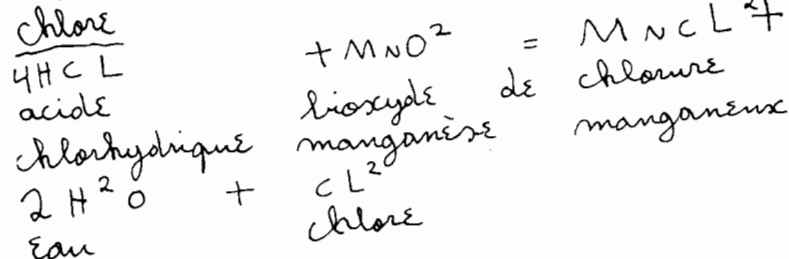 chlore
4HCL + MNO² = MNCL²+
acide bioxyde de chlorure
chlorhydrique manganèse manganeux
2H²O + CL²
eau chlore